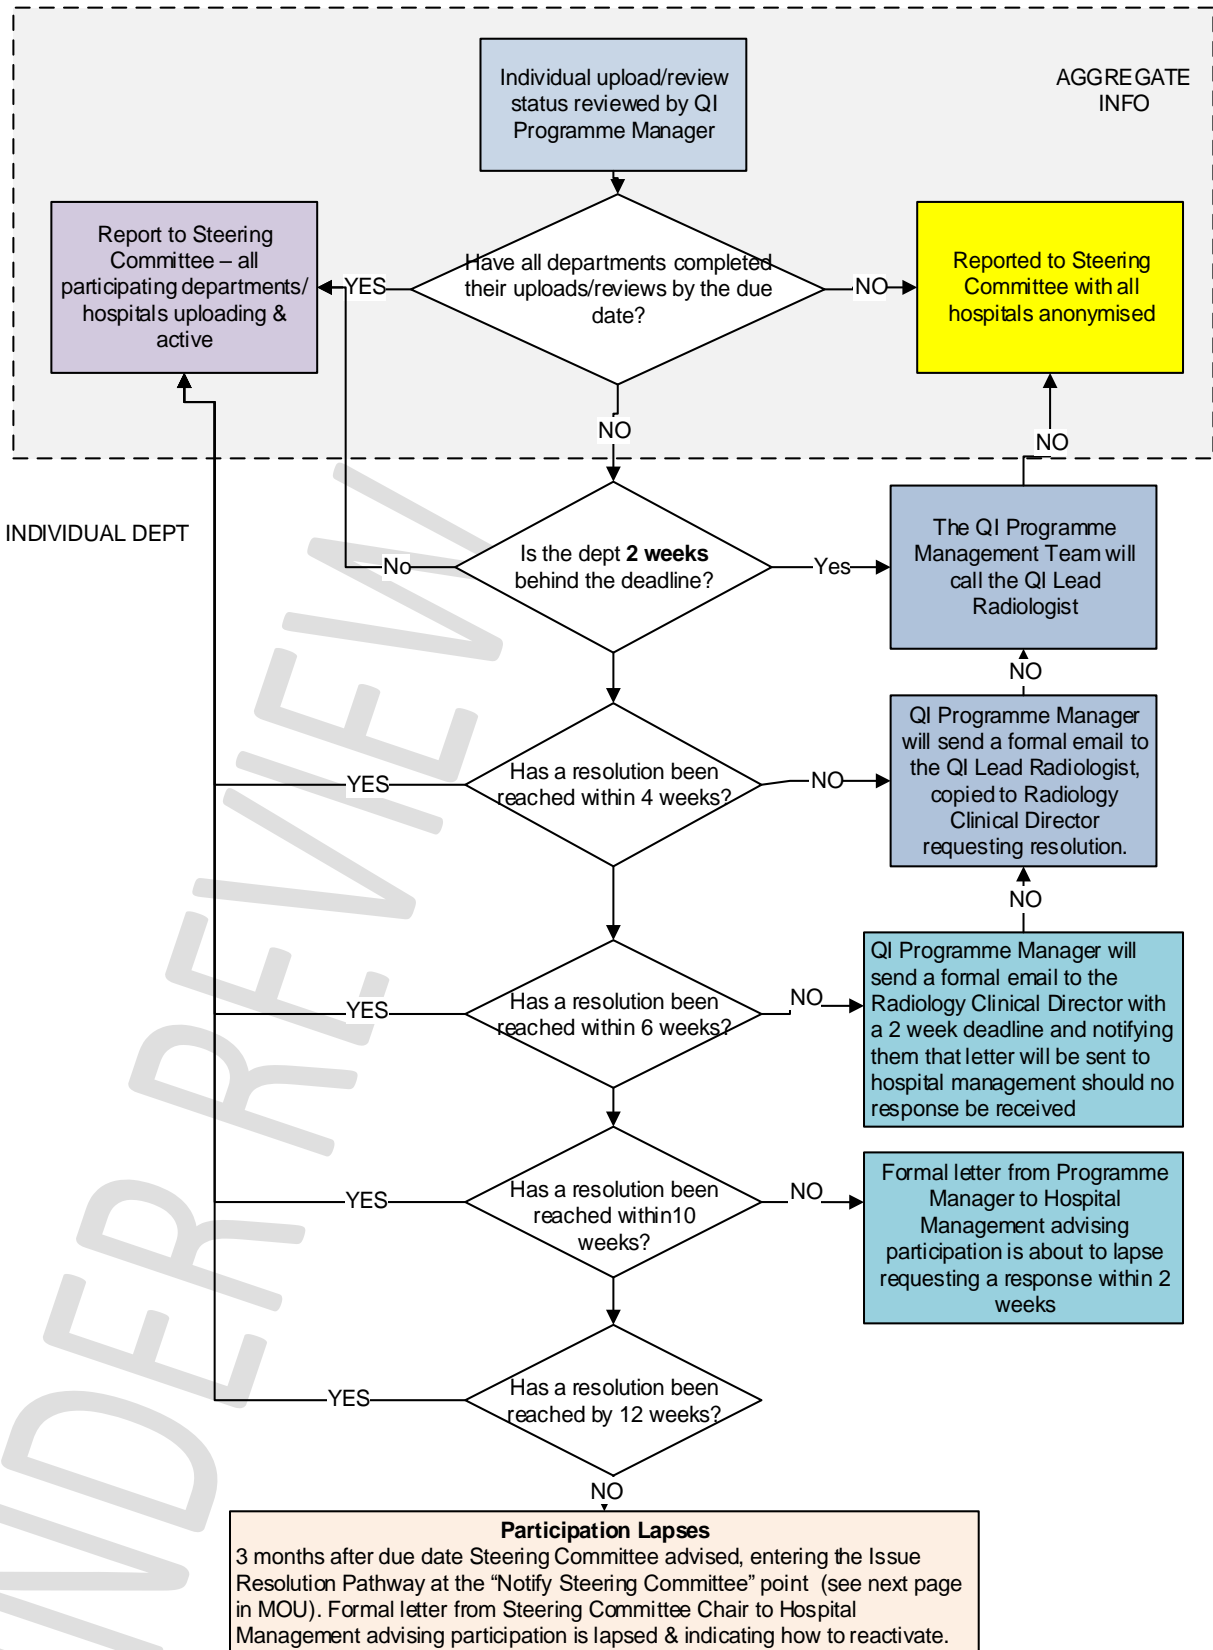 Individual upload/review
status reviewed by QI
Programme Manager
AGGREGATE
INFO
Report to Steering
Committee – all
participating departments/
hospitals uploading &
active
YES
Have all departments completed
their uploads/reviews by the due
date?
NO
Reported to Steering
Committee with all
hospitals anonymised
NO
NO
INDIVIDUAL DEPT
No
Is the dept 2 weeks
behind the deadline?
Yes
The QI Programme
Management Team will
call the QI Lead
Radiologist
NO
YES
Has a resolution been
reached within 4 weeks?
NO
QI Programme Manager
will send a formal email to
the QI Lead Radiologist,
copied to Radiology
Clinical Director
requesting resolution.
NO
YES
Has a resolution been
reached within 6 weeks?
NO
QI Programme Manager will
send a formal email to the
Radiology Clinical Director with
a 2 week deadline and notifying
them that letter will be sent to
hospital management should no
response be received
YES
Has a resolution been
reached within10
weeks?
NO
Formal letter from Programme
Manager to Hospital
Management advising
participation is about to lapse
requesting a response within 2
weeks
YES
Has a resolution been
reached by 12 weeks?
NO
Participation Lapses
3 months after due date Steering Committee advised, entering the Issue
Resolution Pathway at the “Notify Steering Committee” point (see next page
in MOU). Formal letter from Steering Committee Chair to Hospital
Management advising participation is lapsed & indicating how to reactivate.
UNDER REVIEW